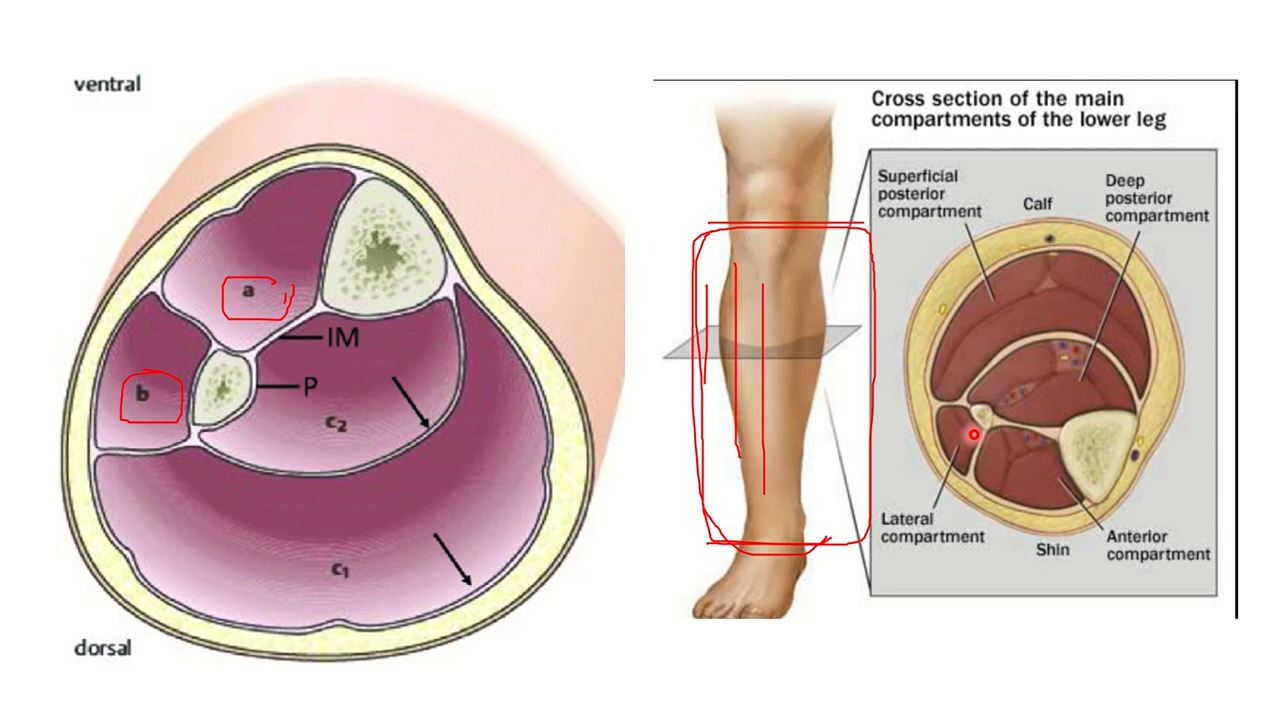 ventral
a
IM
b
P
c2
c1
dorsal
Cross section of the main
compartments of the lower leg
Superficial
posterior
compartment
Calf
Deep
posterior
compartment
Lateral
compartment
Shin
Anterior
compartment